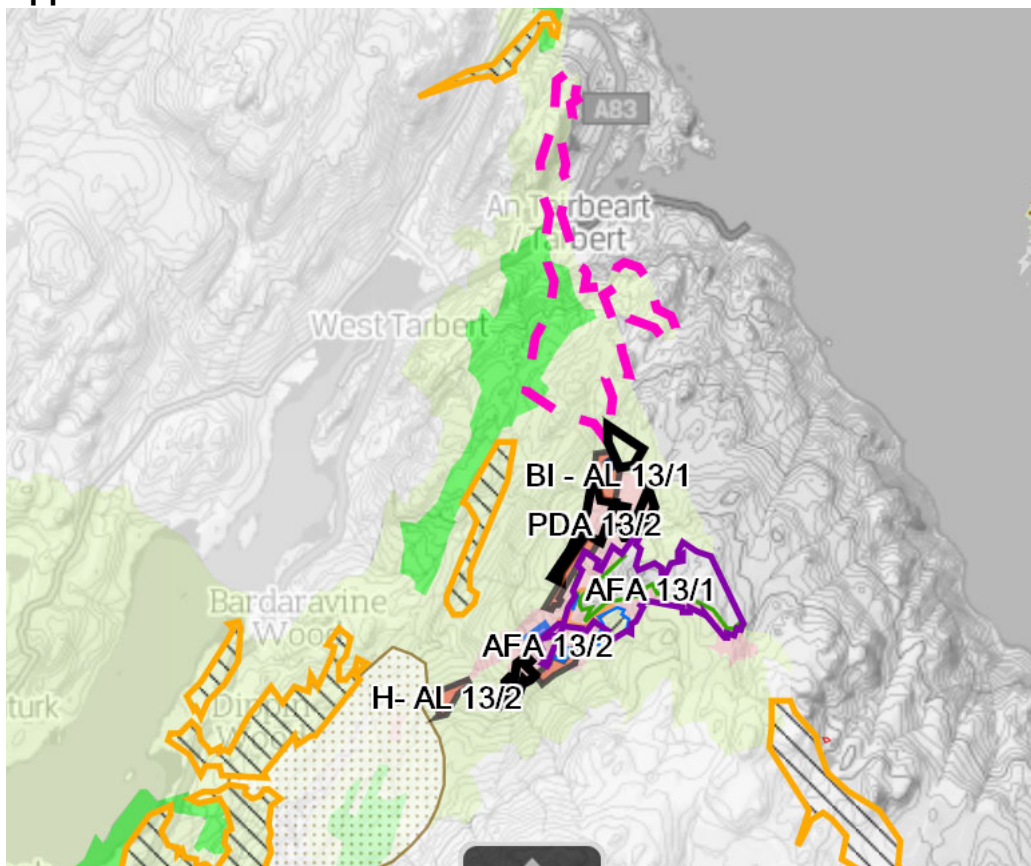 A83
An Tairbeart
/ Tarbert
West Tarbert
BI - AL 13/1
PDA 13/2
AFA 13/1
Bardaravine
Wood
AFA 13/2
H- AL 13/2
turk